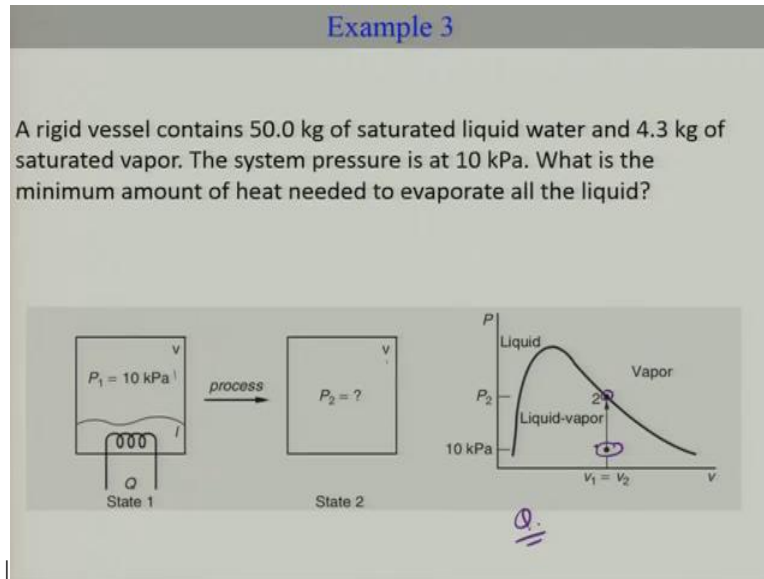 Example 3
A rigid vessel contains 50.0 kg of saturated liquid water and 4.3 kg of
saturated vapor. The system pressure is at 10 kPa. What is the
minimum amount of heat needed to evaporate all the liquid?
P₁ = 10 kPa
v
l
Q
State 1
process
v
P₂ = ?
State 2
P
Liquid
Vapor
P₂
2
Liquid-vapor
10 kPa
1
v₁ = v₂
v
Q.